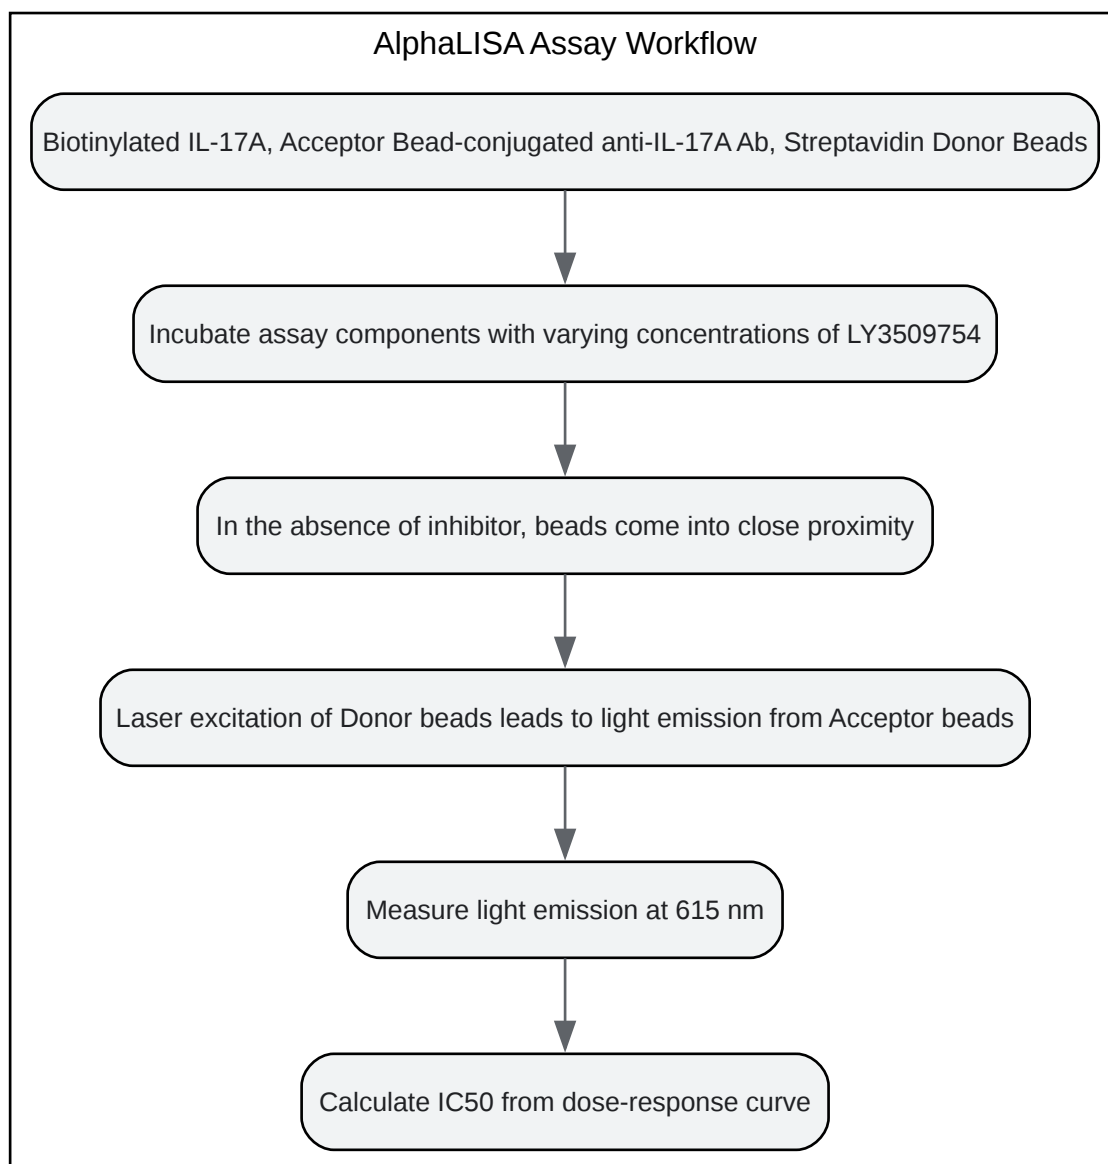 AlphaLISA Assay Workflow
Biotinylated IL-17A, Acceptor Bead-conjugated anti-IL-17A Ab, Streptavidin Donor Beads
Incubate assay components with varying concentrations of LY3509754
In the absence of inhibitor, beads come into close proximity
Laser excitation of Donor beads leads to light emission from Acceptor beads
Measure light emission at 615 nm
Calculate IC50 from dose-response curve